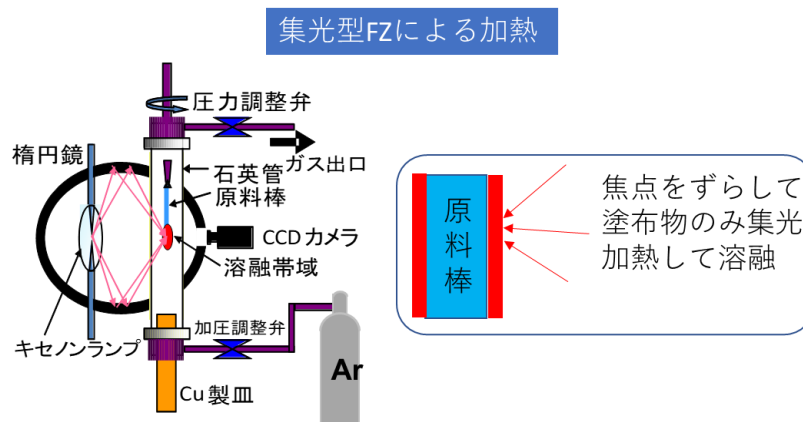 集光型FZによる加熱
圧力調整弁
ガス出口
楕円鏡
石英管
原料棒
CCDカメラ
溶融帯域
キセノンランプ
加圧調整弁
Ar
Cu製皿
原料棒
焦点をずらして
塗布物のみ集光
加熱して溶融